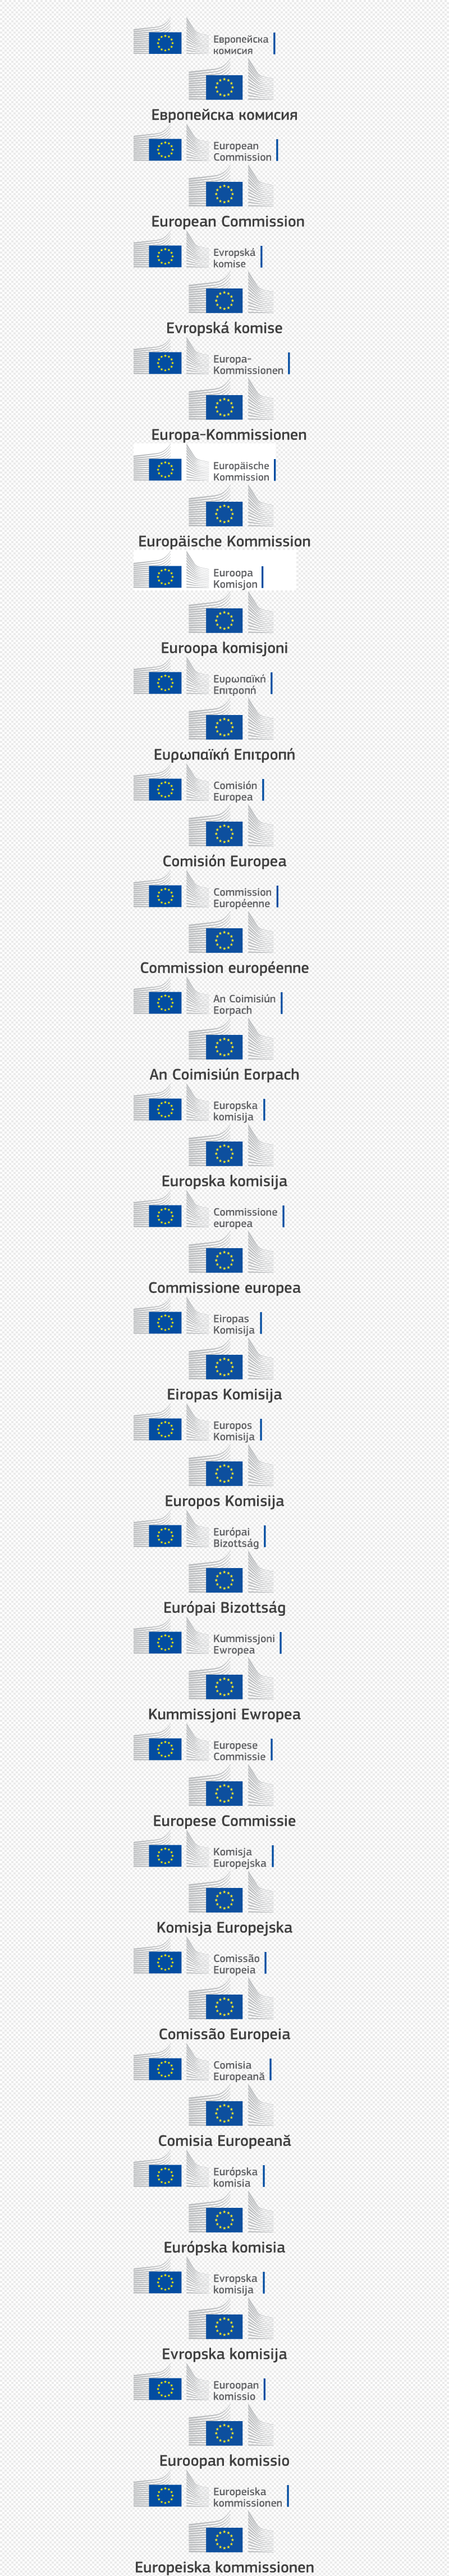 Европейска
комисия
Европейска комисия
European
Commission
European Commission
Evropská
komise
Evropská komise
Europa-
Kommissionen
Europa-Kommissionen
Europäische
Kommission
Europäische Kommission
Euroopa
Komisjon
Euroopa komisjoni
Ευρωπαϊκή
Επιτροπή
Ευρωπαϊκή Επιτροπή
Comisión
Europea
Comisión Europea
Commission
Européenne
Commission européenne
An Coimisiún
Eorpach
An Coimisiún Eorpach
Europska
komisija
Europska komisija
Commissione
europea
Commissione europea
Eiropas
Komisija
Eiropas Komisija
Europos
Komisija
Europos Komisija
Európai
Bizottság
Európai Bizottság
Kummissjoni
Ewropea
Kummissjoni Ewropea
Europese
Commissie
Europese Commissie
Komisja
Europejska
Komisja Europejska
Comissão
Europeia
Comissão Europeia
Comisia
Europeană
Comisia Europeană
Európska
komisia
Európska komisia
Evropska
komisija
Evropska komisija
Euroopan
komissio
Euroopan komissio
Europeiska
kommissionen
Europeiska kommissionen